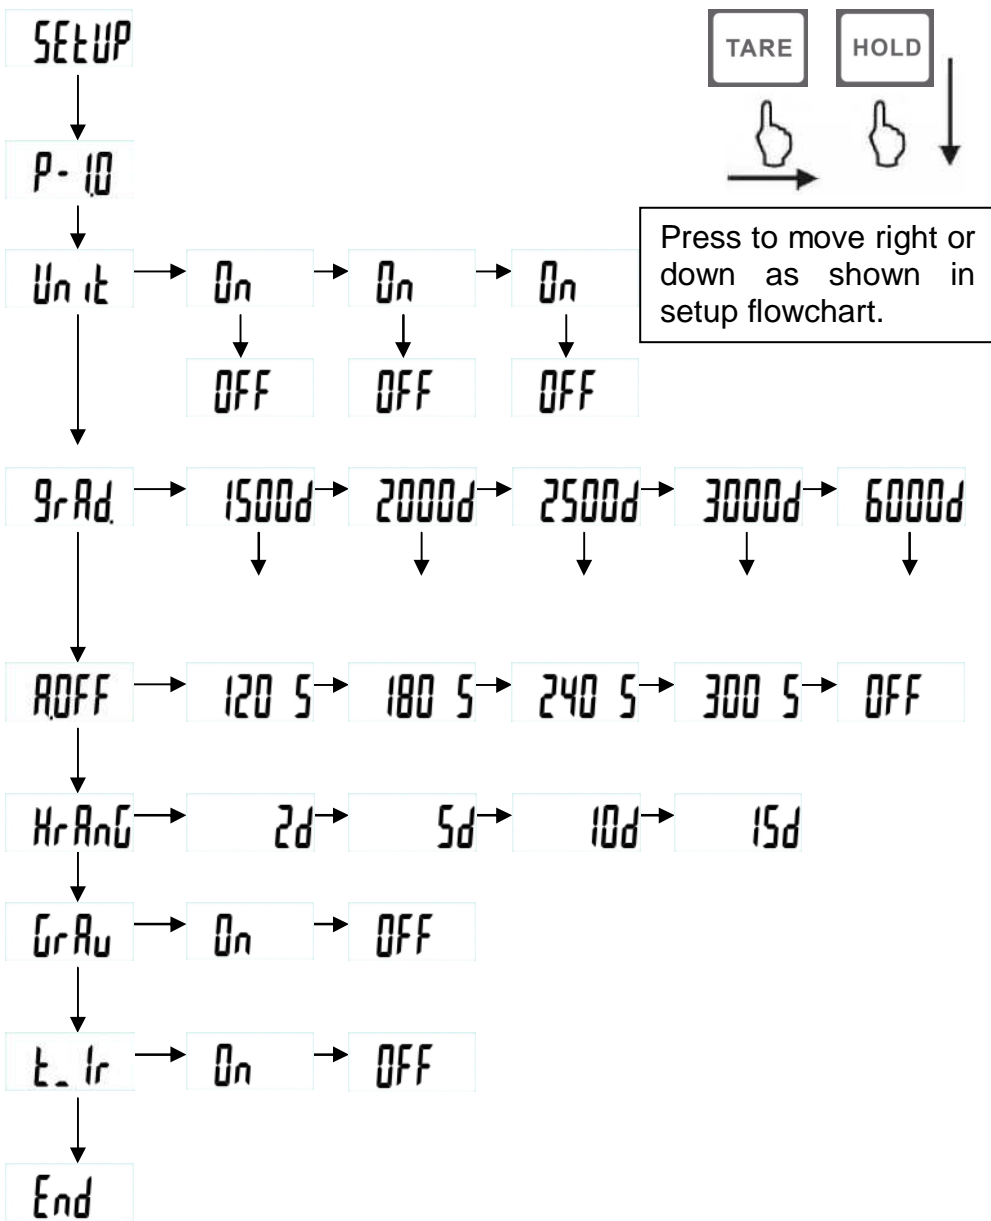 SEtUP
TARE HOLD
P-1.0
Press to move right or
down as shown in
setup flowchart.
Unit On On On
OFF OFF OFF
grAd. 1500d 2000d 2500d 3000d 6000d
A.OFF 120 S 180 S 240 S 300 S OFF
HrAnG 2d 5d 10d 15d
GrAv On OFF
t_Ir On OFF
End